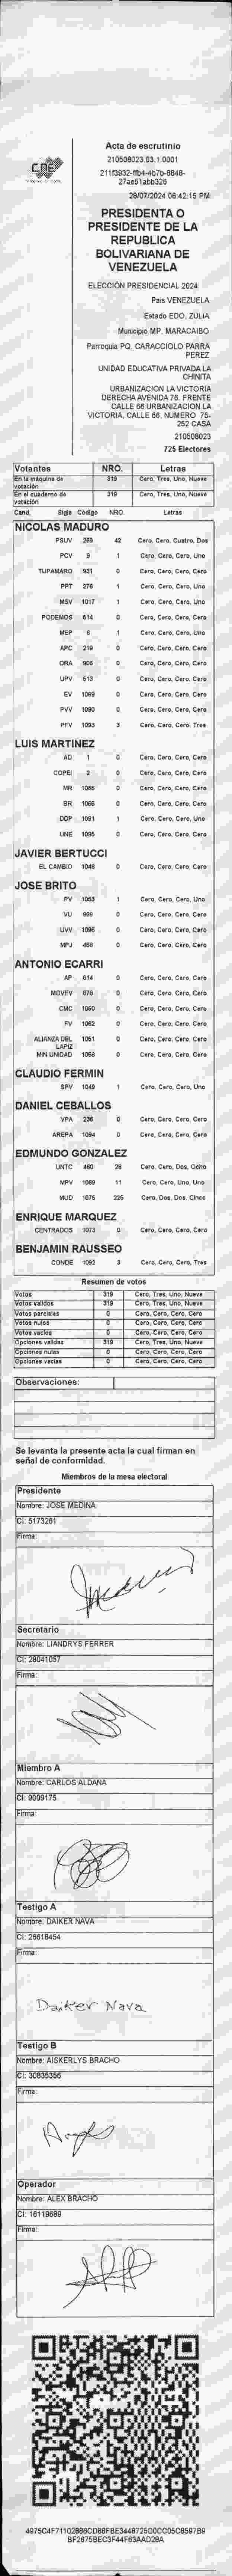 CNE
Acta de escrutinio
210508023.03.1.0001
211f3932-ffb4-4b7b-8848-
27ae51abb326
28/07/2024 06:42:15 PM
PRESIDENTA O
PRESIDENTE DE LA
REPUBLICA
BOLIVARIANA DE
VENEZUELA
ELECCIÓN PRESIDENCIAL 2024
Pais VENEZUELA
Estado EDO. ZULIA
Municipio MP. MARACAIBO
Parroquia PQ. CARACCIOLO PARRA
PEREZ
UNIDAD EDUCATIVA PRIVADA LA
CHINITA
URBANIZACION LA VICTORIA
DERECHA AVENIDA 76. FRENTE
CALLE 66 URBANIZACION LA
VICTORIA, CALLE 66, NUMERO 75-
252 CASA
210508023
725 Electores
Votantes NRO. Letras
En la máquina de votación 319 Cero, Tres, Uno, Nueve
En el cuaderno de votación 319 Cero, Tres, Uno, Nueve
Cand. Sigla Código NRO. Letras
NICOLAS MADURO
PSUV 269 42 Cero, Cero, Cuatro, Dos
PCV 9 1 Cero, Cero, Cero, Uno
TUPAMARO 931 0 Cero, Cero, Cero, Cero
PPT 276 1 Cero, Cero, Cero, Uno
MSV 1017 1 Cero, Cero, Cero, Uno
PODEMOS 514 0 Cero, Cero, Cero, Cero
MEP 6 1 Cero, Cero, Cero, Uno
APC 219 0 Cero, Cero, Cero, Cero
ORA 906 0 Cero, Cero, Cero, Cero
UPV 513 0 Cero, Cero, Cero, Cero
EV 1089 0 Cero, Cero, Cero, Cero
PVV 1090 0 Cero, Cero, Cero, Cero
PFV 1093 3 Cero, Cero, Cero, Tres
LUIS MARTINEZ
AD 1 0 Cero, Cero, Cero, Cero
COPEI 2 0 Cero, Cero, Cero, Cero
MR 1066 0 Cero, Cero, Cero, Cero
BR 1056 0 Cero, Cero, Cero, Cero
DDP 1091 1 Cero, Cero, Cero, Uno
UNE 1095 0 Cero, Cero, Cero, Cero
JAVIER BERTUCCI
EL CAMBIO 1048 0 Cero, Cero, Cero, Cero
JOSE BRITO
PV 1053 1 Cero, Cero, Cero, Uno
VU 669 0 Cero, Cero, Cero, Cero
UVV 1096 0 Cero, Cero, Cero, Cero
MPJ 458 0 Cero, Cero, Cero, Cero
ANTONIO ECARRI
AP 914 0 Cero, Cero, Cero, Cero
MOVEV 878 0 Cero, Cero, Cero, Cero
CMC 1050 0 Cero, Cero, Cero, Cero
FV 1062 0 Cero, Cero, Cero, Cero
ALIANZA DEL LAPIZ 1051 0 Cero, Cero, Cero, Cero
MIN UNIDAD 1068 0 Cero, Cero, Cero, Cero
CLAUDIO FERMIN
SPV 1049 1 Cero, Cero, Cero, Uno
DANIEL CEBALLOS
VPA 236 0 Cero, Cero, Cero, Cero
AREPA 1094 0 Cero, Cero, Cero, Cero
EDMUNDO GONZALEZ
UNTC 460 28 Cero, Cero, Dos, Ocho
MPV 1069 11 Cero, Cero, Uno, Uno
MUD 1075 225 Cero, Dos, Dos, Cinco
ENRIQUE MARQUEZ
CENTRADOS 1073 0 Cero, Cero, Cero, Cero
BENJAMIN RAUSSEO
CONDE 1092 3 Cero, Cero, Cero, Tres
Resumen de votos
Votos 319 Cero, Tres, Uno, Nueve
Votos validos 319 Cero, Tres, Uno, Nueve
Votos parciales 0 Cero, Cero, Cero, Cero
Votos nulos 0 Cero, Cero, Cero, Cero
Votos vacios 0 Cero, Cero, Cero, Cero
Opciones validas 319 Cero, Tres, Uno, Nueve
Opciones nulas 0 Cero, Cero, Cero, Cero
Opciones vacias 0 Cero, Cero, Cero, Cero
Observaciones:
Se levanta la presente acta la cual firman en
señal de conformidad.
Miembros de la mesa electoral
Presidente
Nombre: JOSE MEDINA
CI: 5173261
Firma:
Secretario
Nombre: LIANDRYS FERRER
CI: 28041057
Firma:
Miembro A
Nombre: CARLOS ALDANA
CI: 9009175
Firma:
Testigo A
Nombre: DAIKER NAVA
CI: 26618454
Firma:
Daiker Nava
Testigo B
Nombre: AISKERLYS BRACHO
CI: 30835356
Firma:
Operador
Nombre: ALEX BRACHO
CI: 16119689
Firma: